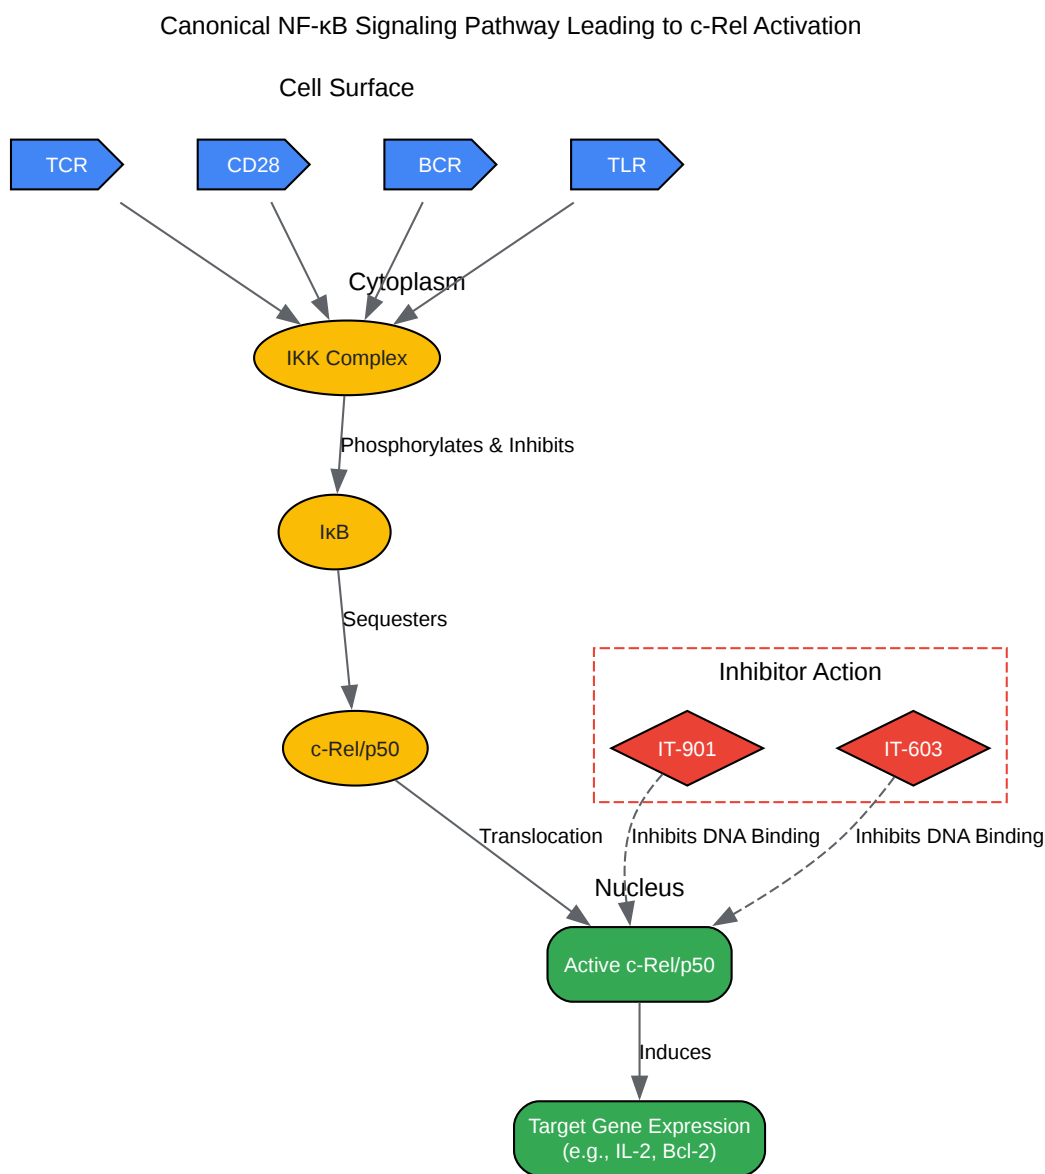 Canonical NF-κB Signaling Pathway Leading to c-Rel Activation
Cell Surface
TCR
CD28
BCR
TLR
Cytoplasm
IKK Complex
Phosphorylates & Inhibits
IκB
Sequesters
Inhibitor Action
c-Rel/p50
IT-901
IT-603
Translocation
Inhibits DNA Binding
Inhibits DNA Binding
Nucleus
Active c-Rel/p50
Induces
Target Gene Expression
(e.g., IL-2, Bcl-2)